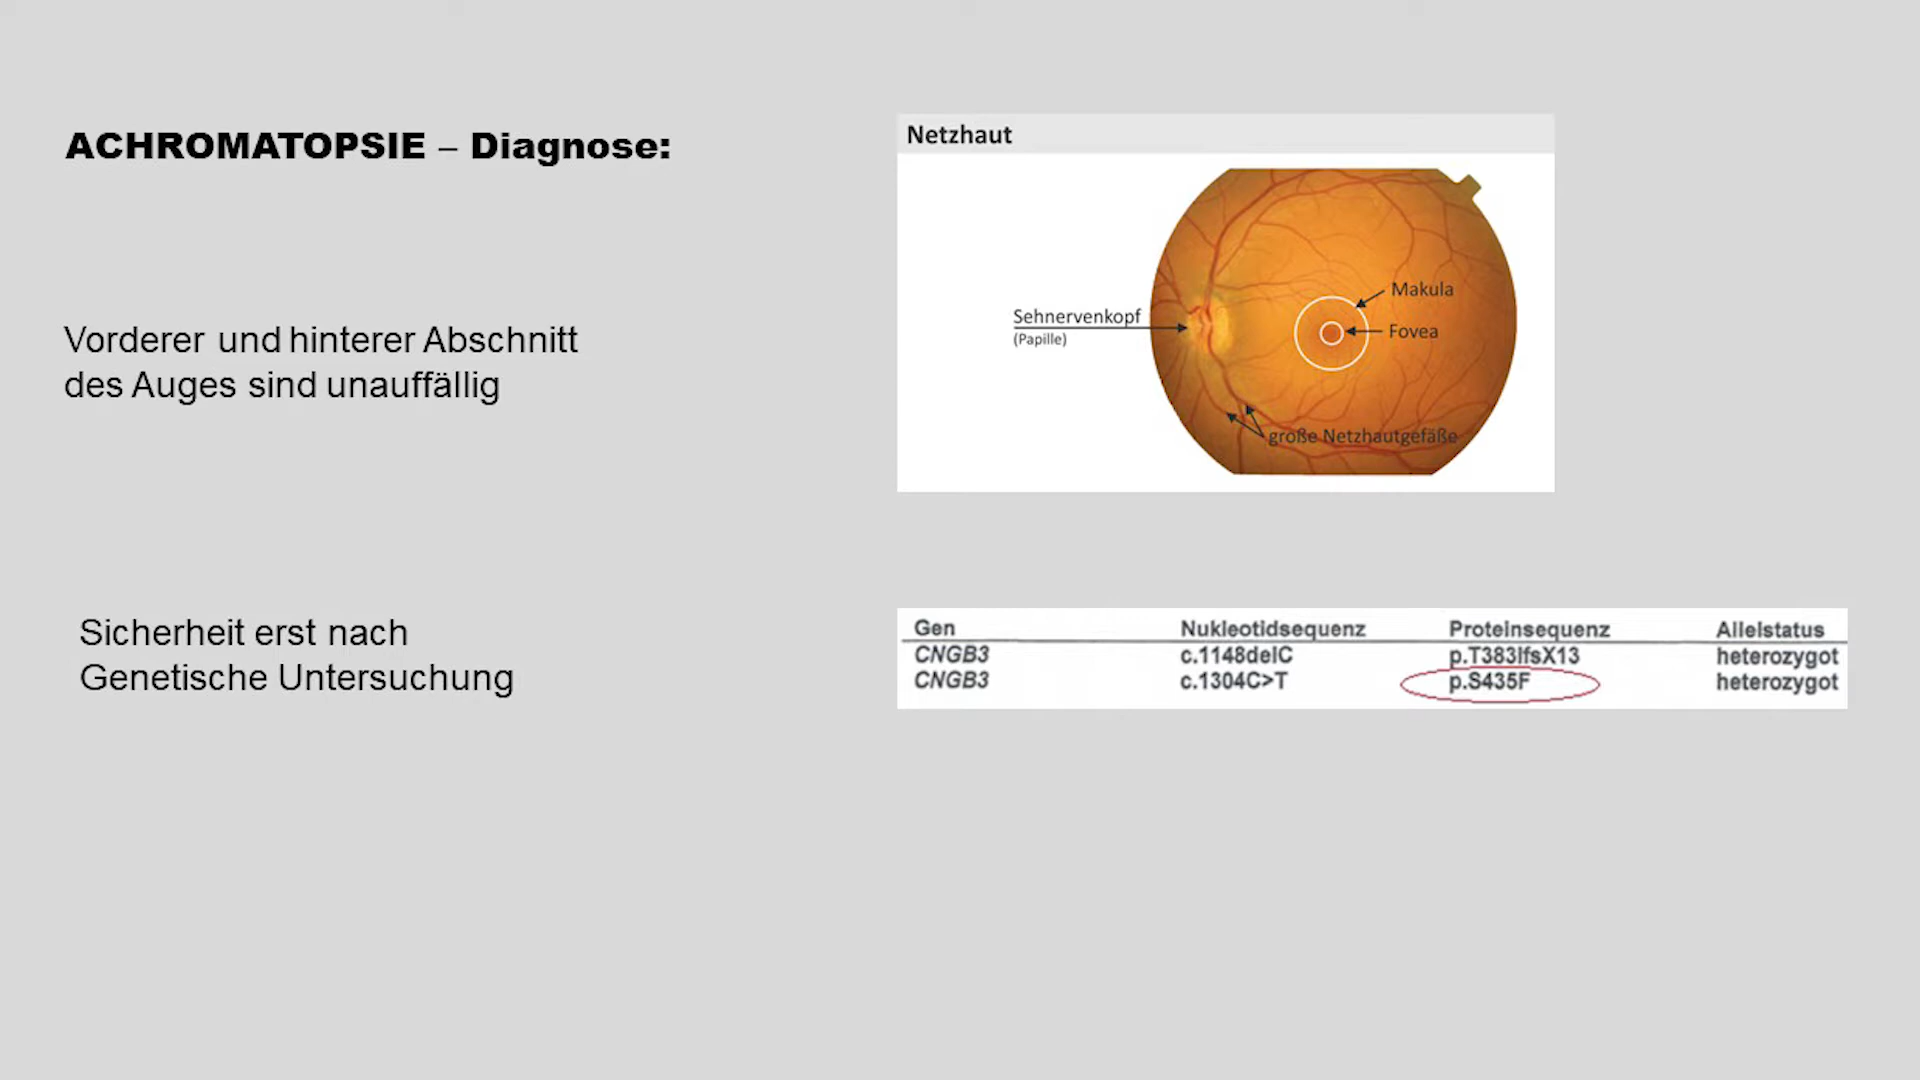 ACHROMATOPSIE – Diagnose:
Vorderer und hinterer Abschnitt
des Auges sind unauffällig
Netzhaut
Sehnervenkopf
(Papille)
Makula
Fovea
große Netzhautgefäße
Sicherheit erst nach
Genetische Untersuchung
Gen Nukleotidsequenz Proteinsequenz Allelstatus
CNGB3 c.1148delC p.T383IfsX13 heterozygot
CNGB3 c.1304C>T p.S435F heterozygot